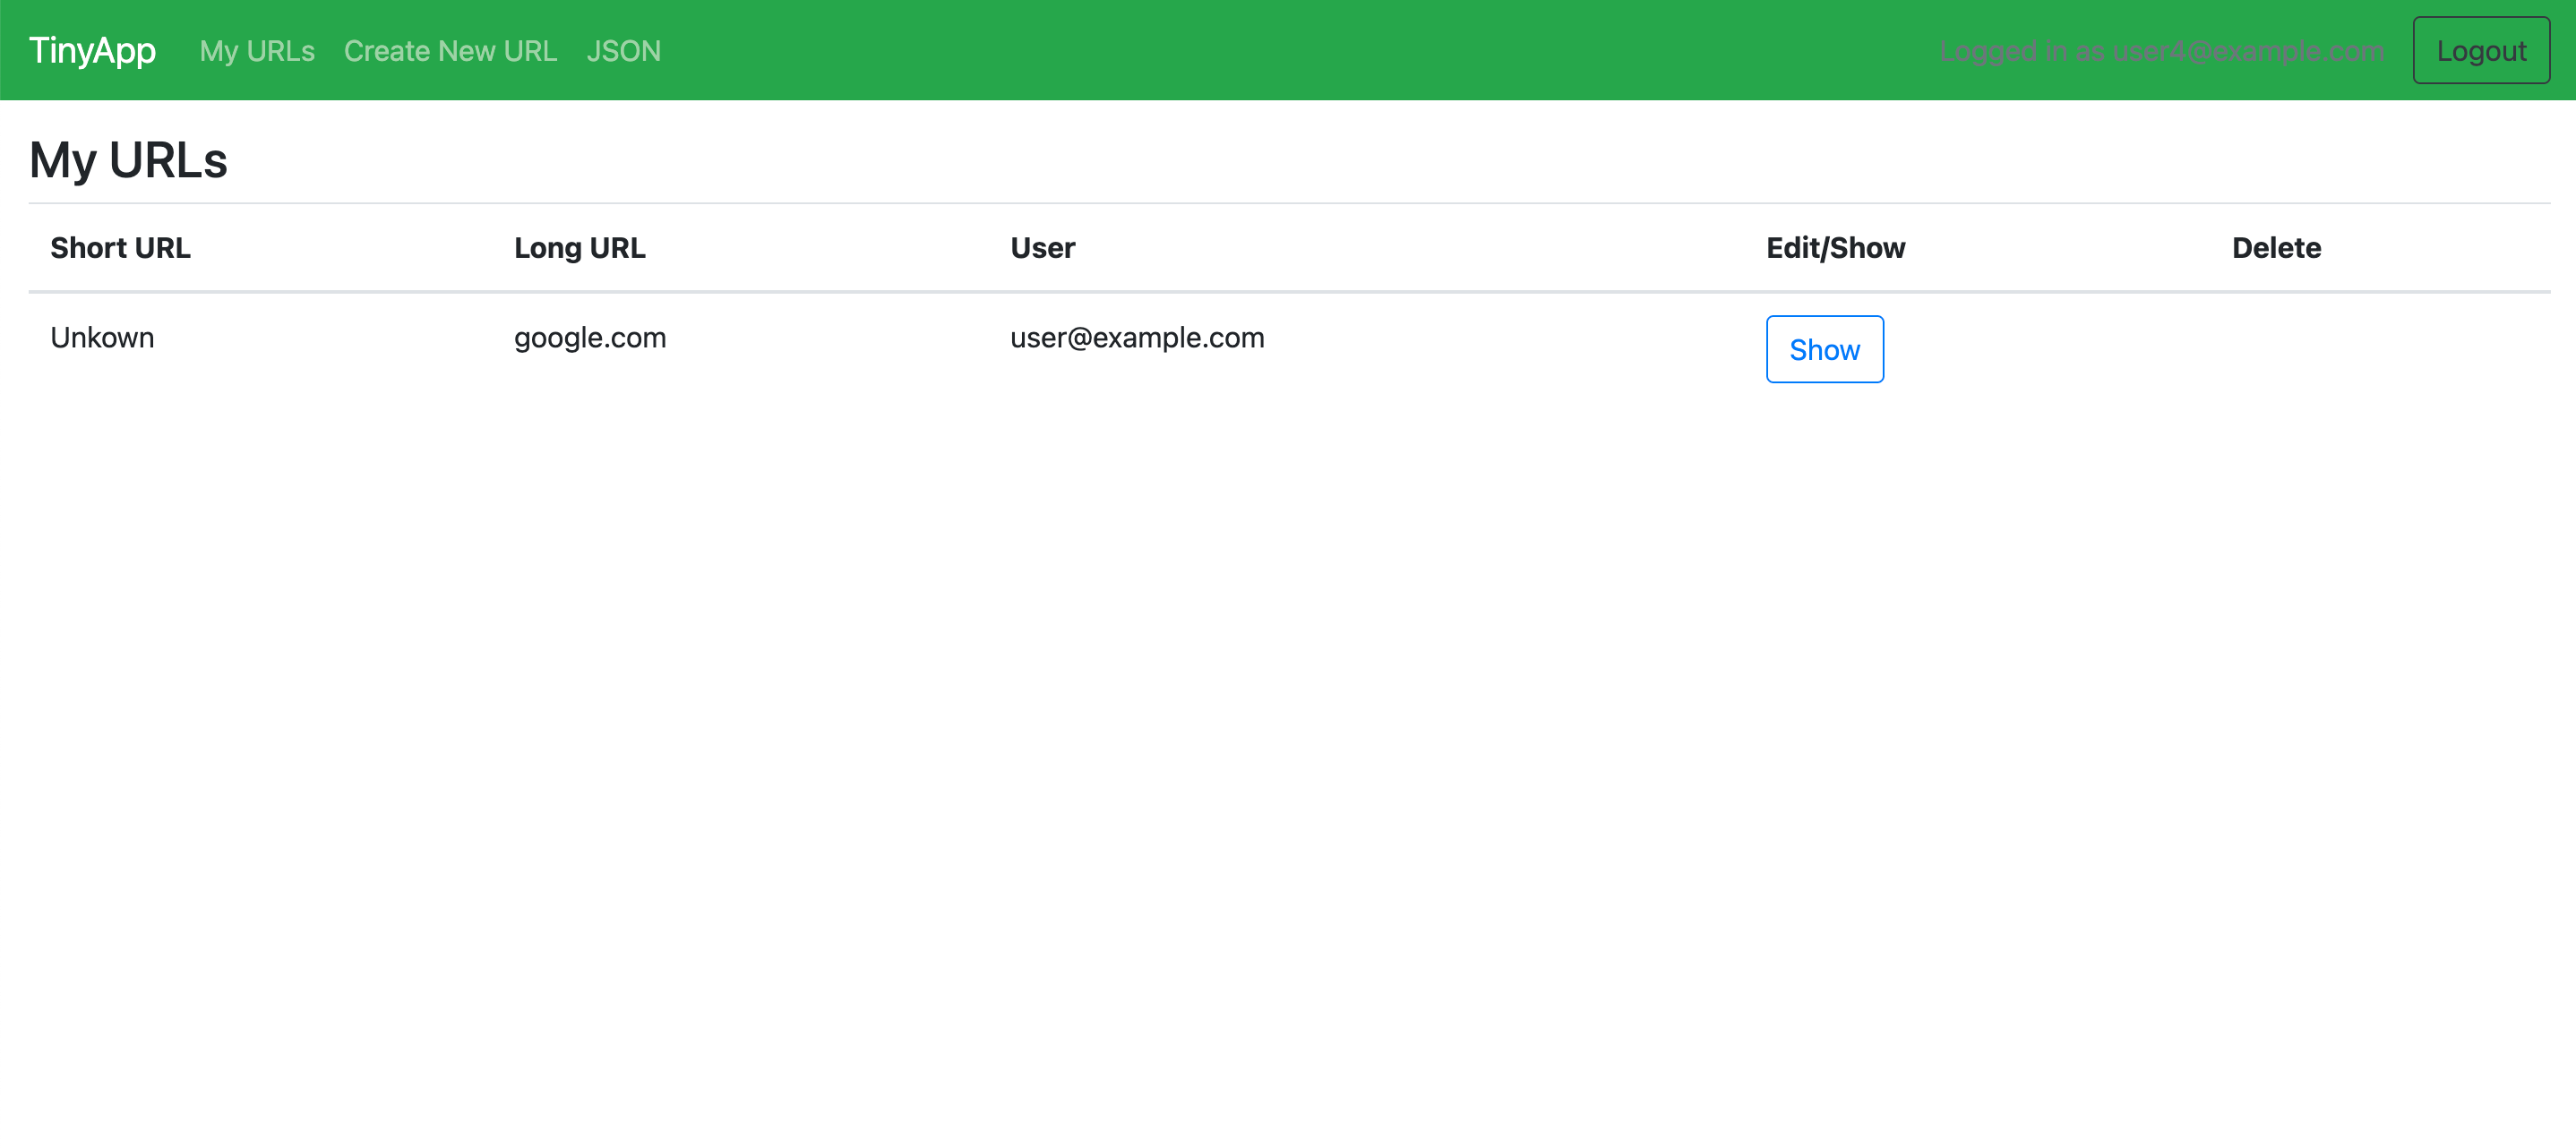 TinyApp My URLs Create New URL JSON Logged in as user4@example.com Logout
My URLs
Short URL Long URL User Edit/Show Delete
Unkown google.com user@example.com Show